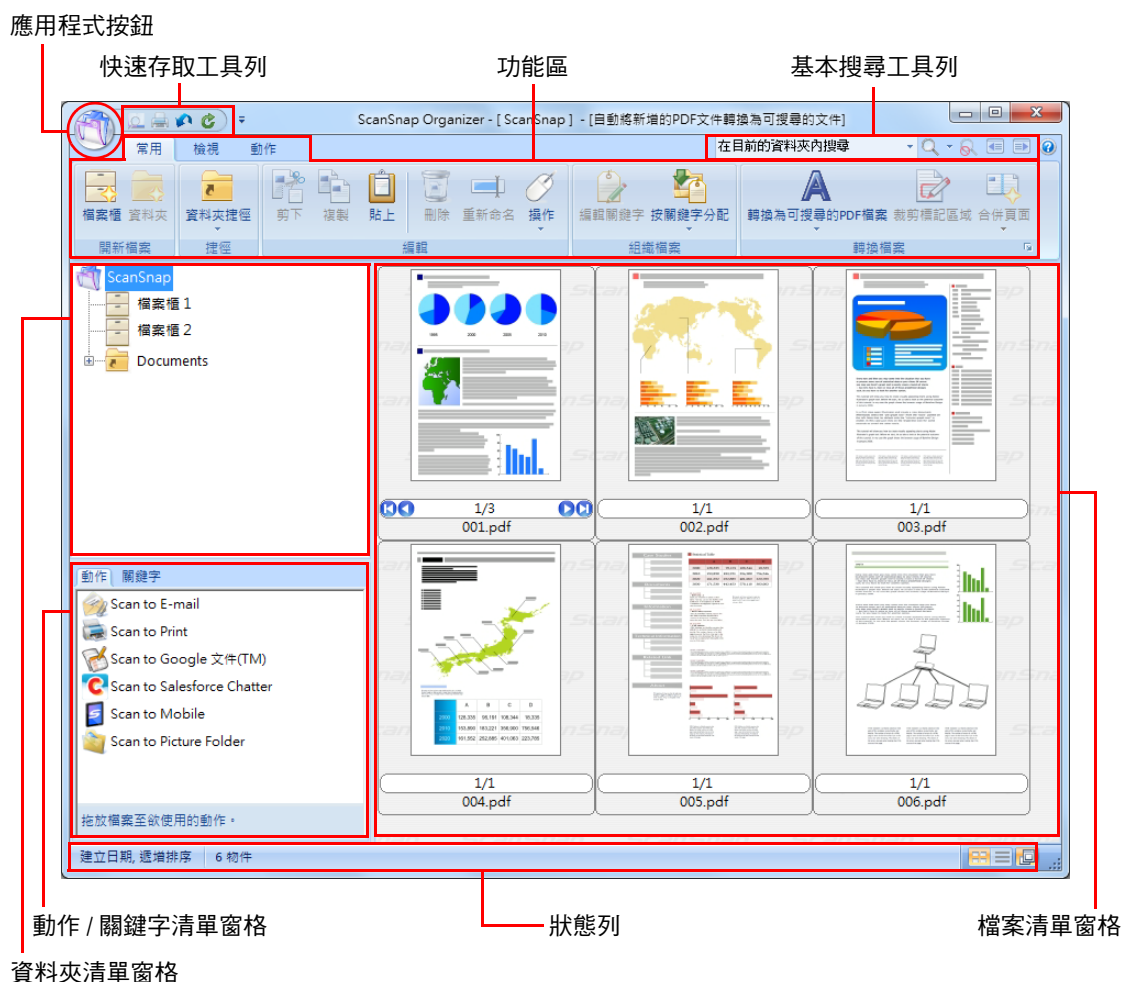 應用程式按鈕
快速存取工具列
功能區
基本搜尋工具列
ScanSnap Organizer - [ ScanSnap ] - [自動將新增的PDF文件轉換為可搜尋的文件]
常用 檢視 動作
在目前的資料夾內搜尋
檔案櫃 資料夾 資料夾捷徑 剪下 複製 貼上 刪除 重新命名 操作 編輯關鍵字 按關鍵字分配 轉換為可搜尋的PDF檔案 裁剪標記區域 合併頁面
開新檔案 捷徑 編輯 組織檔案 轉換檔案
ScanSnap
檔案櫃 1
檔案櫃 2
Documents
1/3
001.pdf
1/1
002.pdf
1/1
003.pdf
動作 關鍵字
Scan to E-mail
Scan to Print
Scan to Google 文件(TM)
Scan to Salesforce Chatter
Scan to Mobile
Scan to Picture Folder
拖放檔案至欲使用的動作。
1/1
004.pdf
1/1
005.pdf
1/1
006.pdf
建立日期, 遞增排序 6 物件
動作 / 關鍵字清單窗格
狀態列
檔案清單窗格
資料夾清單窗格